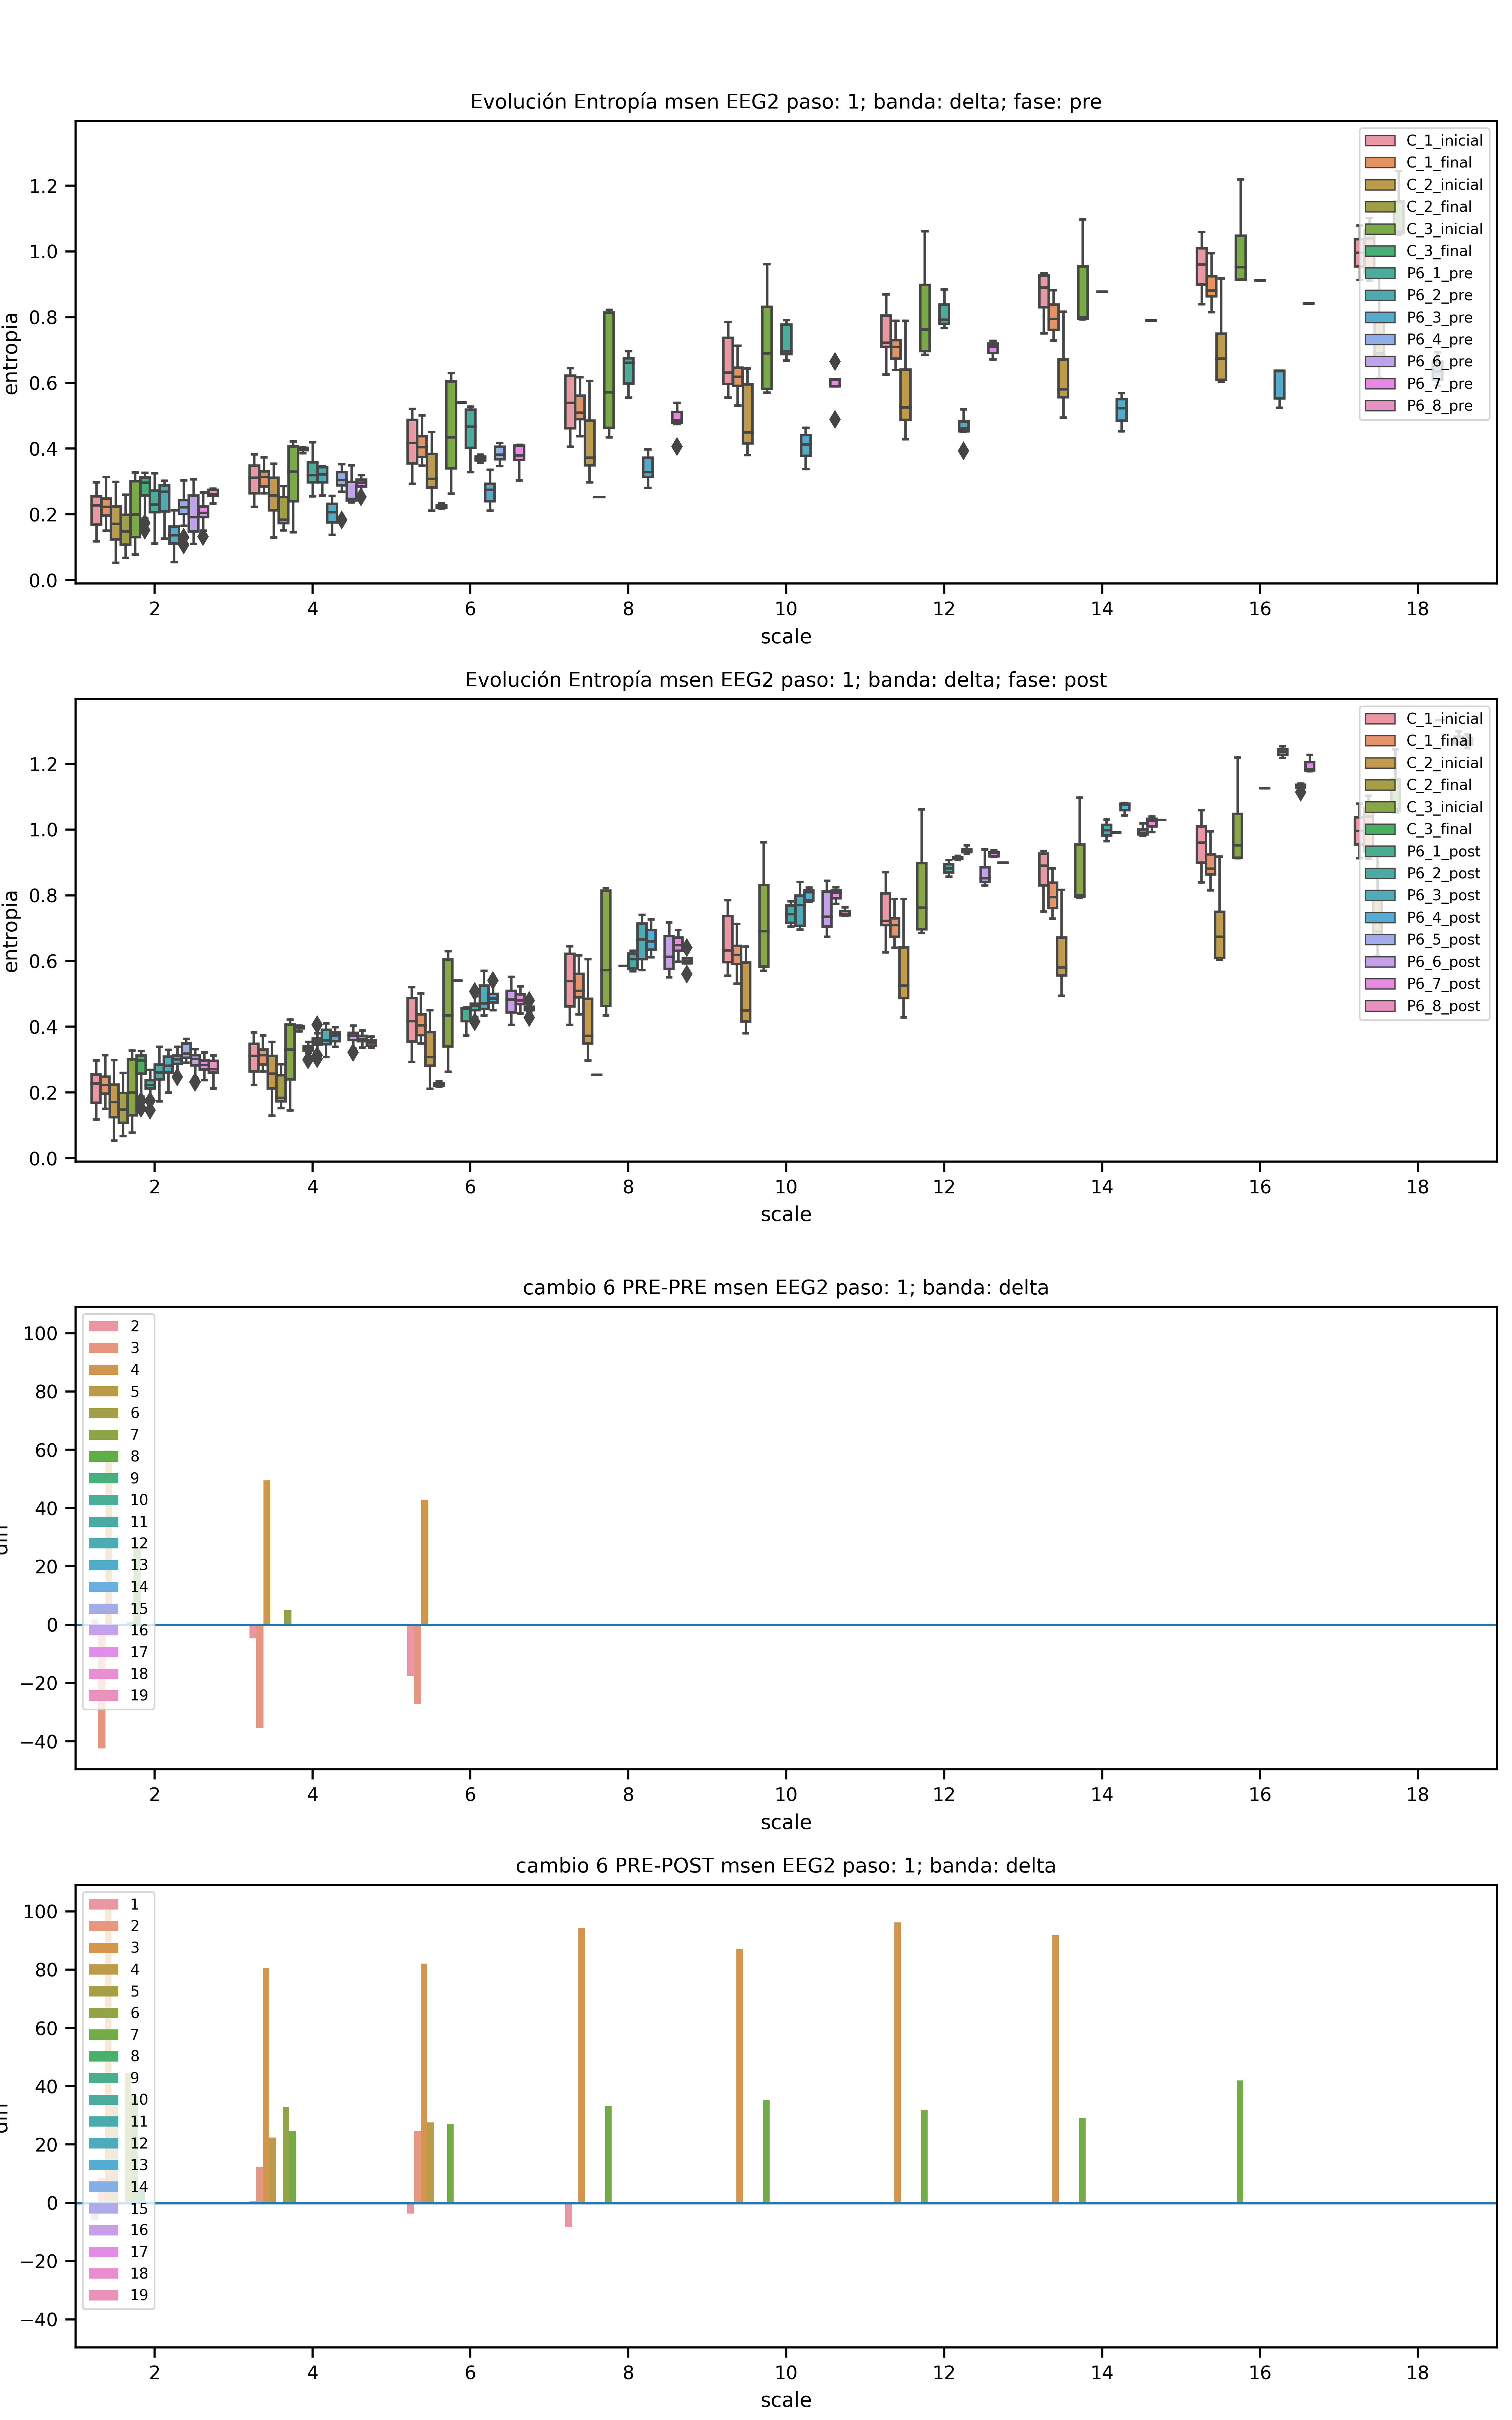 Evolución Entropía msen EEG2 paso: 1; banda: delta; fase: pre
entropia
1.2
1.0
0.8
0.6
0.4
0.2
0.0
C_1_inicial
C_1_final
C_2_inicial
C_2_final
C_3_inicial
C_3_final
P6_1_pre
P6_2_pre
P6_3_pre
P6_4_pre
P6_6_pre
P6_7_pre
P6_8_pre
2 4 6 8 10 12 14 16 18
scale
Evolución Entropía msen EEG2 paso: 1; banda: delta; fase: post
entropia
1.2
1.0
0.8
0.6
0.4
0.2
0.0
C_1_inicial
C_1_final
C_2_inicial
C_2_final
C_3_inicial
C_3_final
P6_1_post
P6_2_post
P6_3_post
P6_4_post
P6_5_post
P6_6_post
P6_7_post
P6_8_post
2 4 6 8 10 12 14 16 18
scale
cambio 6 PRE-PRE msen EEG2 paso: 1; banda: delta
100
80
60
40
20
0
−20
−40
2
3
4
5
6
7
8
9
10
11
12
13
14
15
16
17
18
19
2 4 6 8 10 12 14 16 18
scale
cambio 6 PRE-POST msen EEG2 paso: 1; banda: delta
100
80
60
40
20
0
−20
−40
1
2
3
4
5
6
7
8
9
10
11
12
13
14
15
16
17
18
19
2 4 6 8 10 12 14 16 18
scale